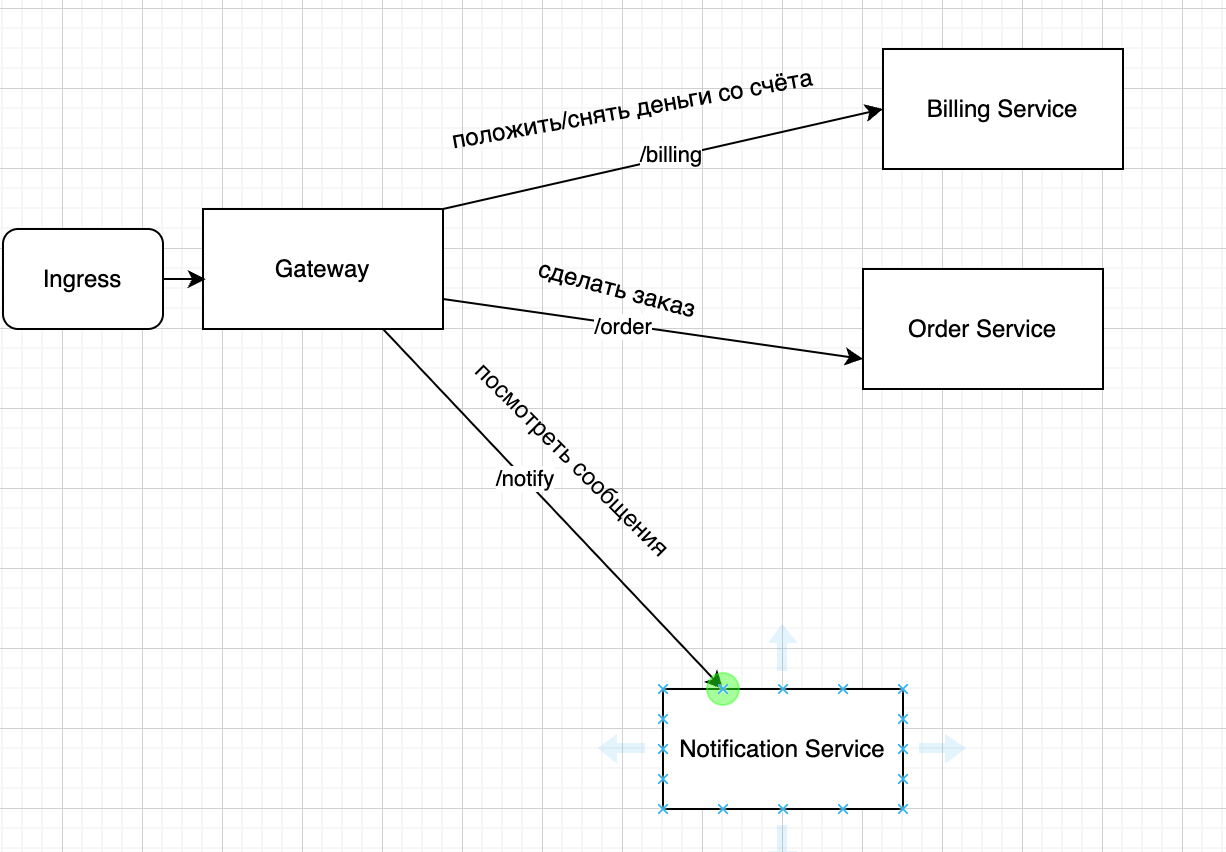 положить/снять деньги со счёта
/billing
Billing Service
Ingress
Gateway
сделать заказ
/order
Order Service
посмотреть сообщения
/notify
Notification Service